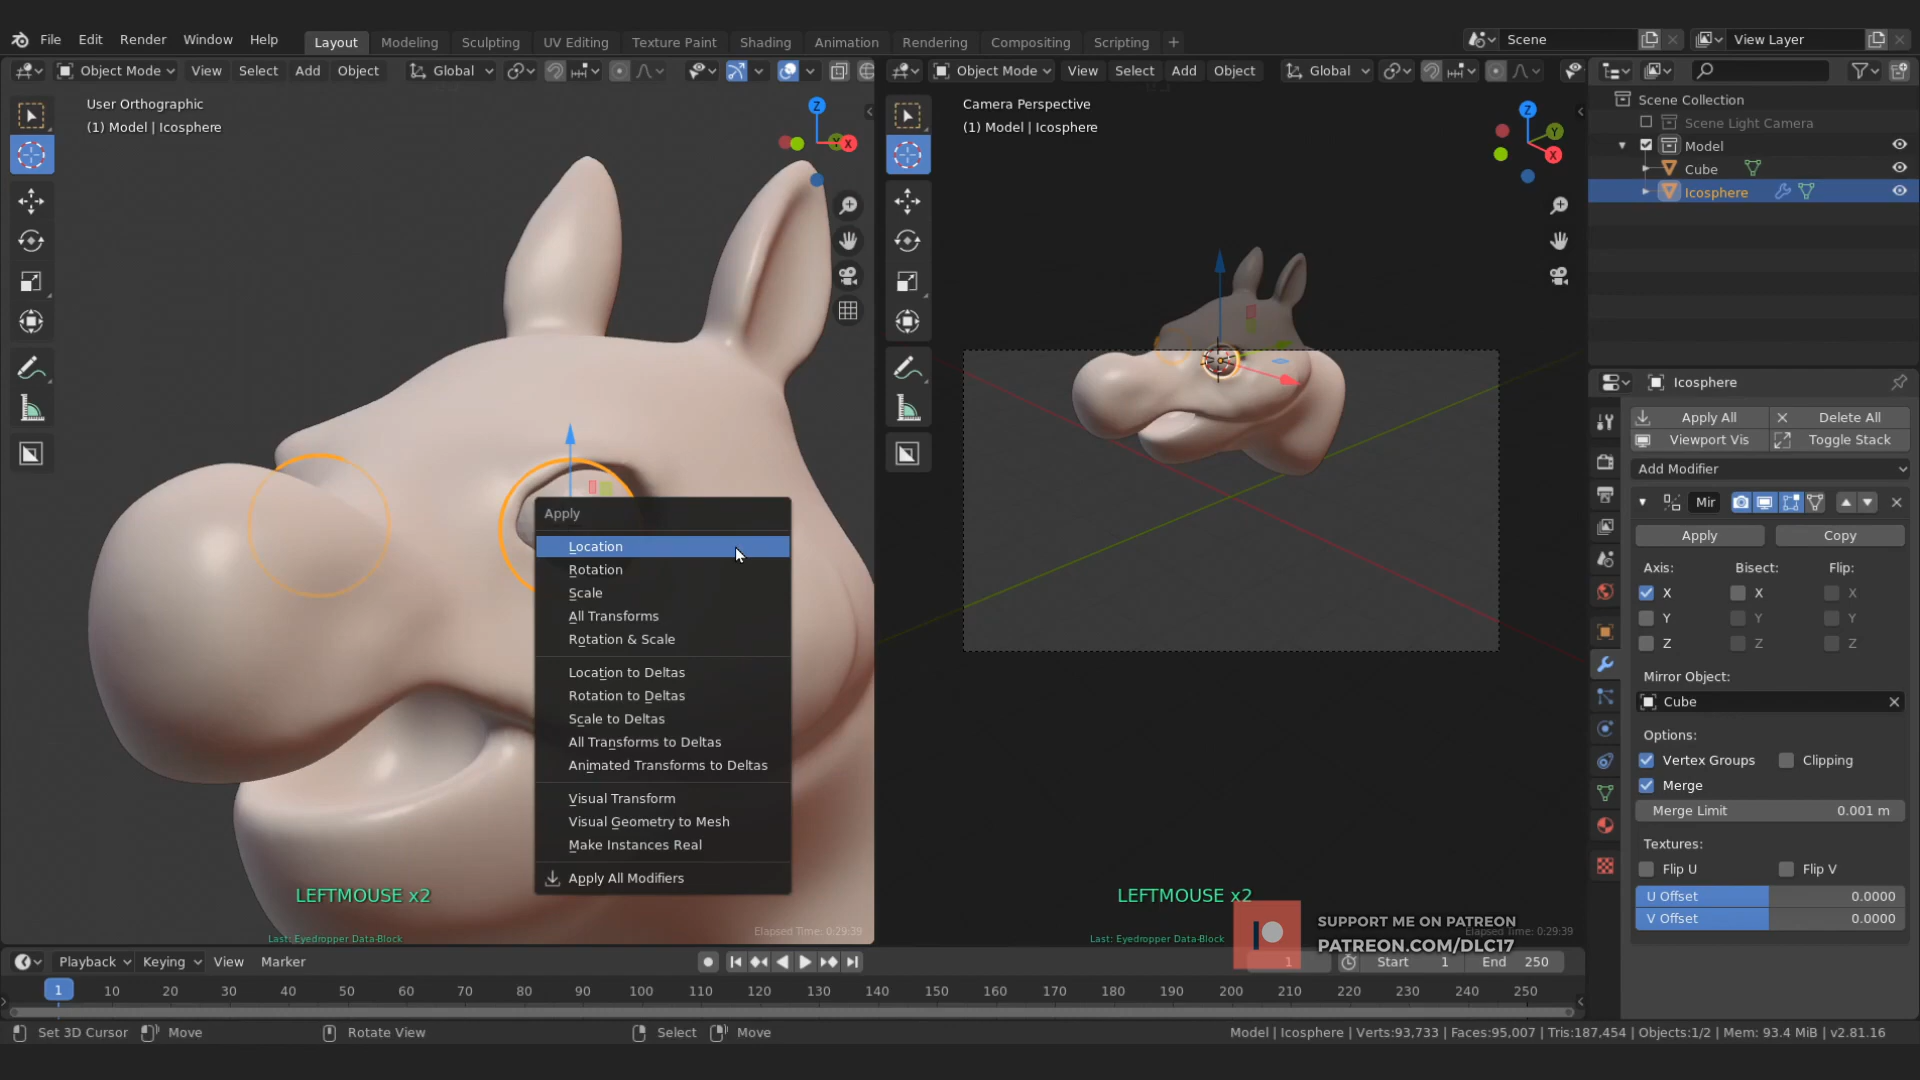 File Edit Render Window Help Layout Modeling Sculpting UV Editing Texture Paint Shading Animation Rendering Compositing Scripting + Scene View Layer
Object Mode View Select Add Object Global
Object Mode View Select Add Object Global
User Orthographic
(1) Model | Icosphere
Z
X
Camera Perspective
(1) Model | Icosphere
Z
Y
X
Scene Collection
Scene Light Camera
Model
Cube
Icosphere
Apply
Location
Rotation
Scale
All Transforms
Rotation & Scale
Location to Deltas
Rotation to Deltas
Scale to Deltas
All Transforms to Deltas
Animated Transforms to Deltas
Visual Transform
Visual Geometry to Mesh
Make Instances Real
Apply All Modifiers
LEFTMOUSE x2
Last: Eyedropper Data-Block
Elapsed Time: 0:29:39
LEFTMOUSE x2
Last: Eyedropper Data-Block
Elapsed Time: 0:29:39
SUPPORT ME ON PATREON
PATREON.COM/DLC17
Icosphere
Apply All Delete All
Viewport Vis Toggle Stack
Add Modifier
Mir
Apply Copy
Axis: Bisect: Flip:
X X X
Y Y Y
Z Z Z
Mirror Object:
Cube
Options:
Vertex Groups Clipping
Merge
Merge Limit 0.001 m
Textures:
Flip U Flip V
U Offset 0.0000
V Offset 0.0000
Playback Keying View Marker 1 Start 1 End 250
1 10 20 30 40 50 60 70 80 90 100 110 120 130 140 150 160 170 180 190 200 210 220 230 240 250
Set 3D Cursor Move Rotate View Select Move Model | Icosphere | Verts:93,733 | Faces:95,007 | Tris:187,454 | Objects:1/2 | Mem: 93.4 MiB | v2.81.16